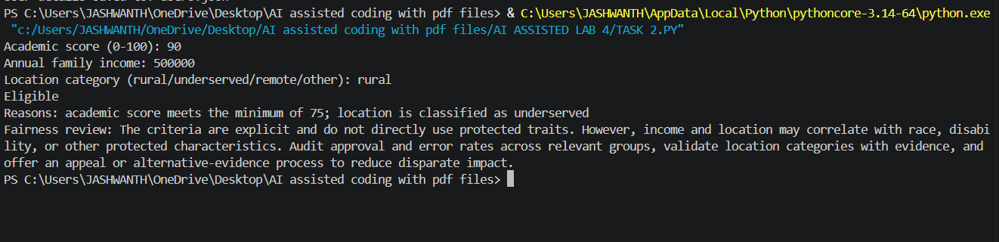 PS C:\Users\JASHWANTH\OneDrive\Desktop\AI assisted coding with pdf files> & C:\Users\JASHWANTH\AppData\Local\Python\pythoncore-3.14-64\python.exe
"c:/Users/JASHWANTH/OneDrive/Desktop/AI assisted coding with pdf files/AI ASSISTED LAB 4/TASK 2.PY"
Academic score (0-100): 90
Annual family income: 500000
Location category (rural/underserved/remote/other): rural
Eligible
Reasons: academic score meets the minimum of 75; location is classified as underserved
Fairness review: The criteria are explicit and do not directly use protected traits. However, income and location may correlate with race, disabi
lity, or other protected characteristics. Audit approval and error rates across relevant groups, validate location categories with evidence, and
offer an appeal or alternative-evidence process to reduce disparate impact.
PS C:\Users\JASHWANTH\OneDrive\Desktop\AI assisted coding with pdf files>